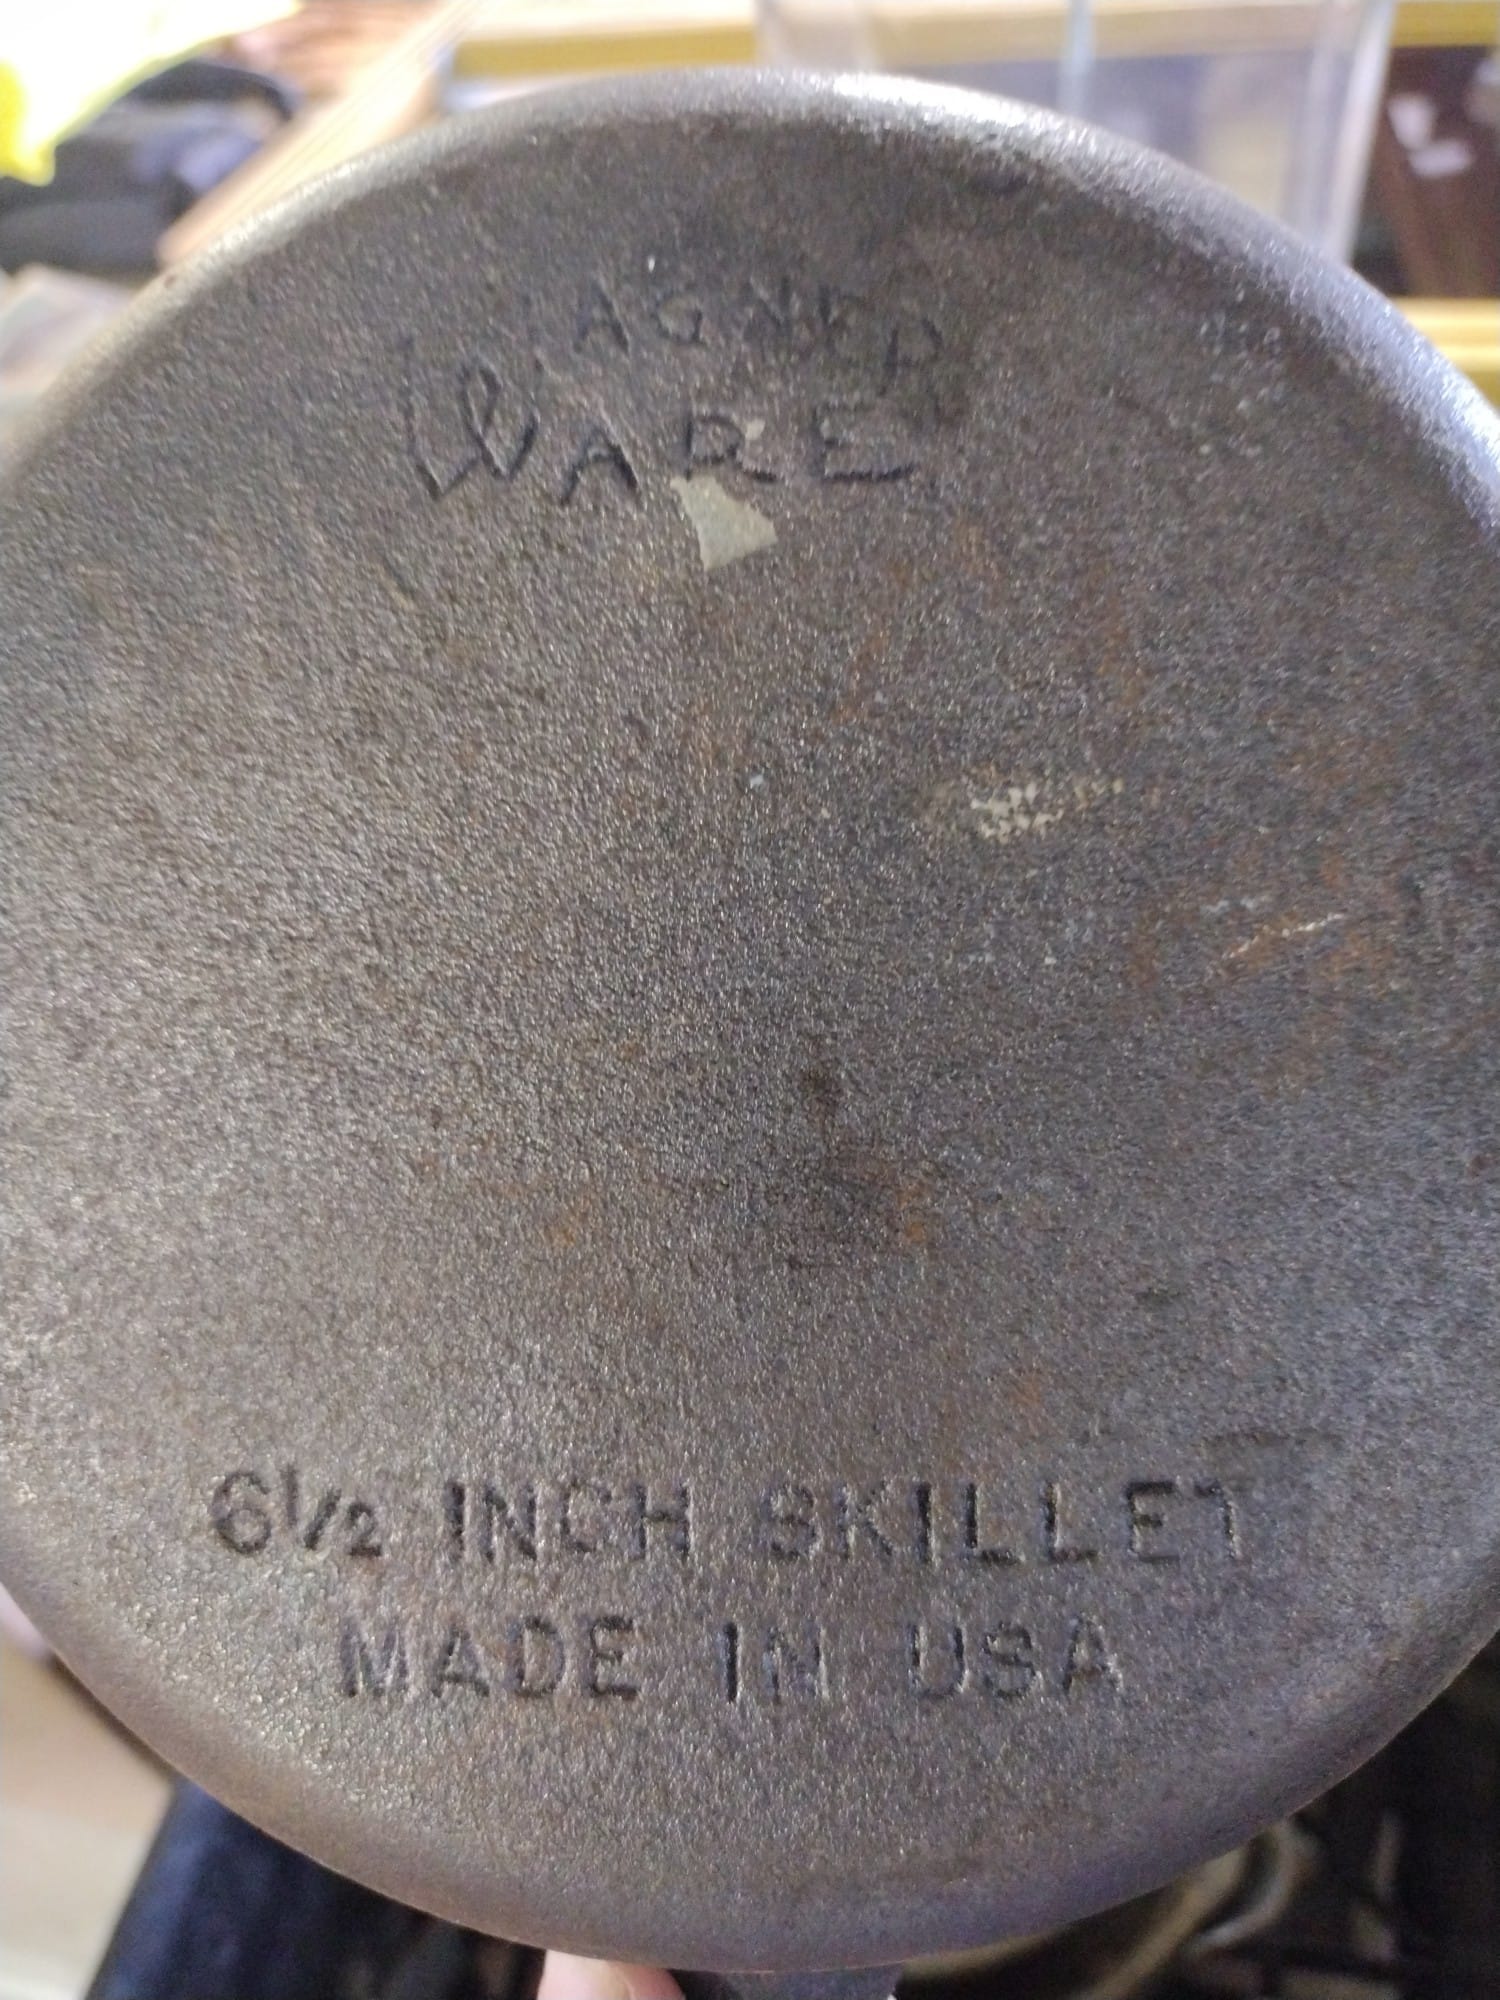 WAGNER
WARE
6½ INCH SKILLET
MADE IN USA